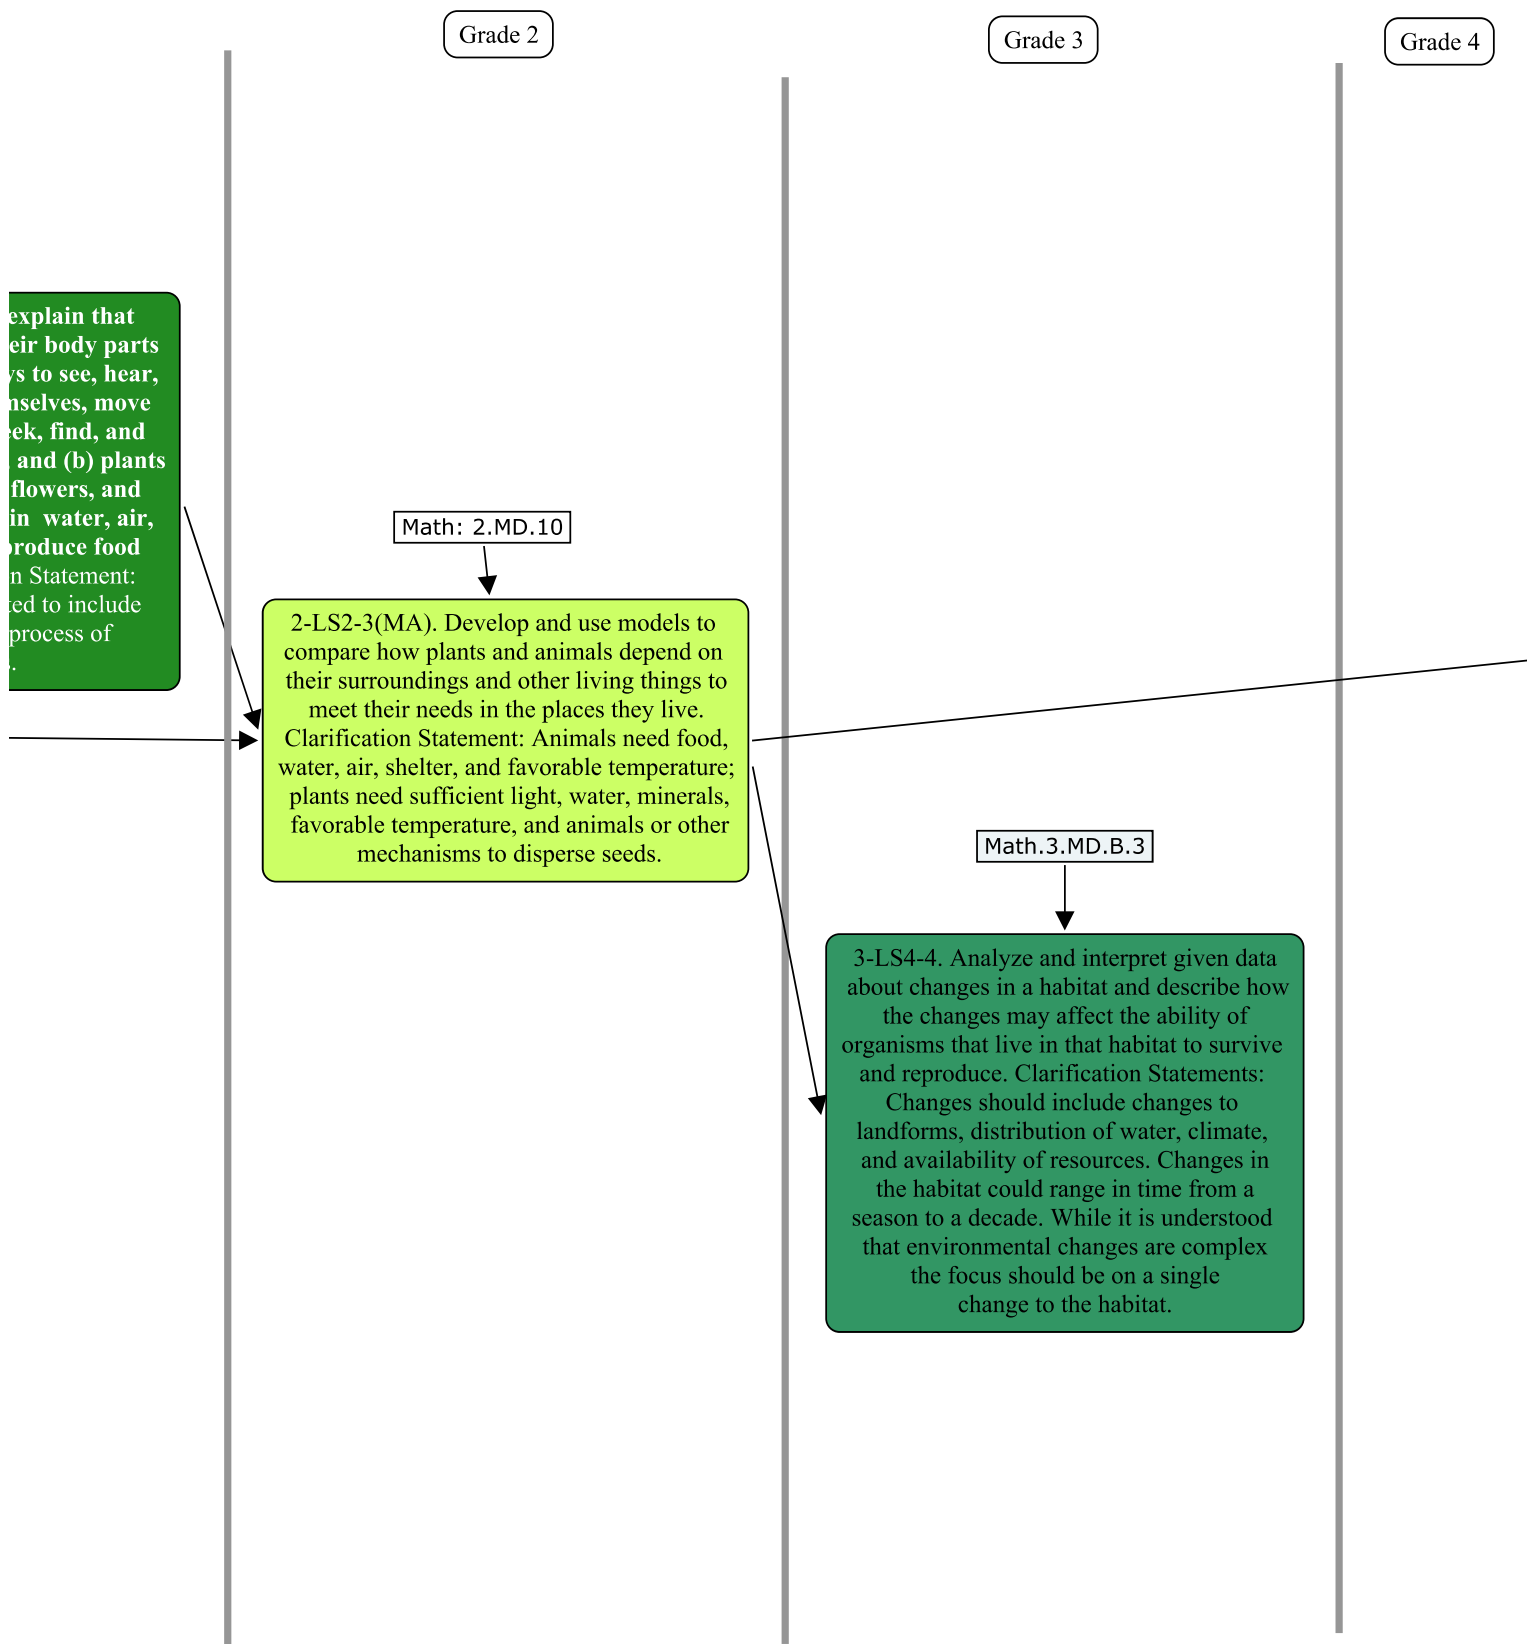 Grade 2
Grade 3
Grade 4
explain that
eir body parts
ys to see, hear,
mselves, move
eek, find, and
and (b) plants
flowers, and
in water, air,
produce food
n Statement:
ted to include
process of
s.
Math: 2.MD.10
2-LS2-3(MA). Develop and use models to
compare how plants and animals depend on
their surroundings and other living things to
meet their needs in the places they live.
Clarification Statement: Animals need food,
water, air, shelter, and favorable temperature;
plants need sufficient light, water, minerals,
favorable temperature, and animals or other
mechanisms to disperse seeds.
Math.3.MD.B.3
3-LS4-4. Analyze and interpret given data
about changes in a habitat and describe how
the changes may affect the ability of
organisms that live in that habitat to survive
and reproduce. Clarification Statements:
Changes should include changes to
landforms, distribution of water, climate,
and availability of resources. Changes in
the habitat could range in time from a
season to a decade. While it is understood
that environmental changes are complex
the focus should be on a single
change to the habitat.